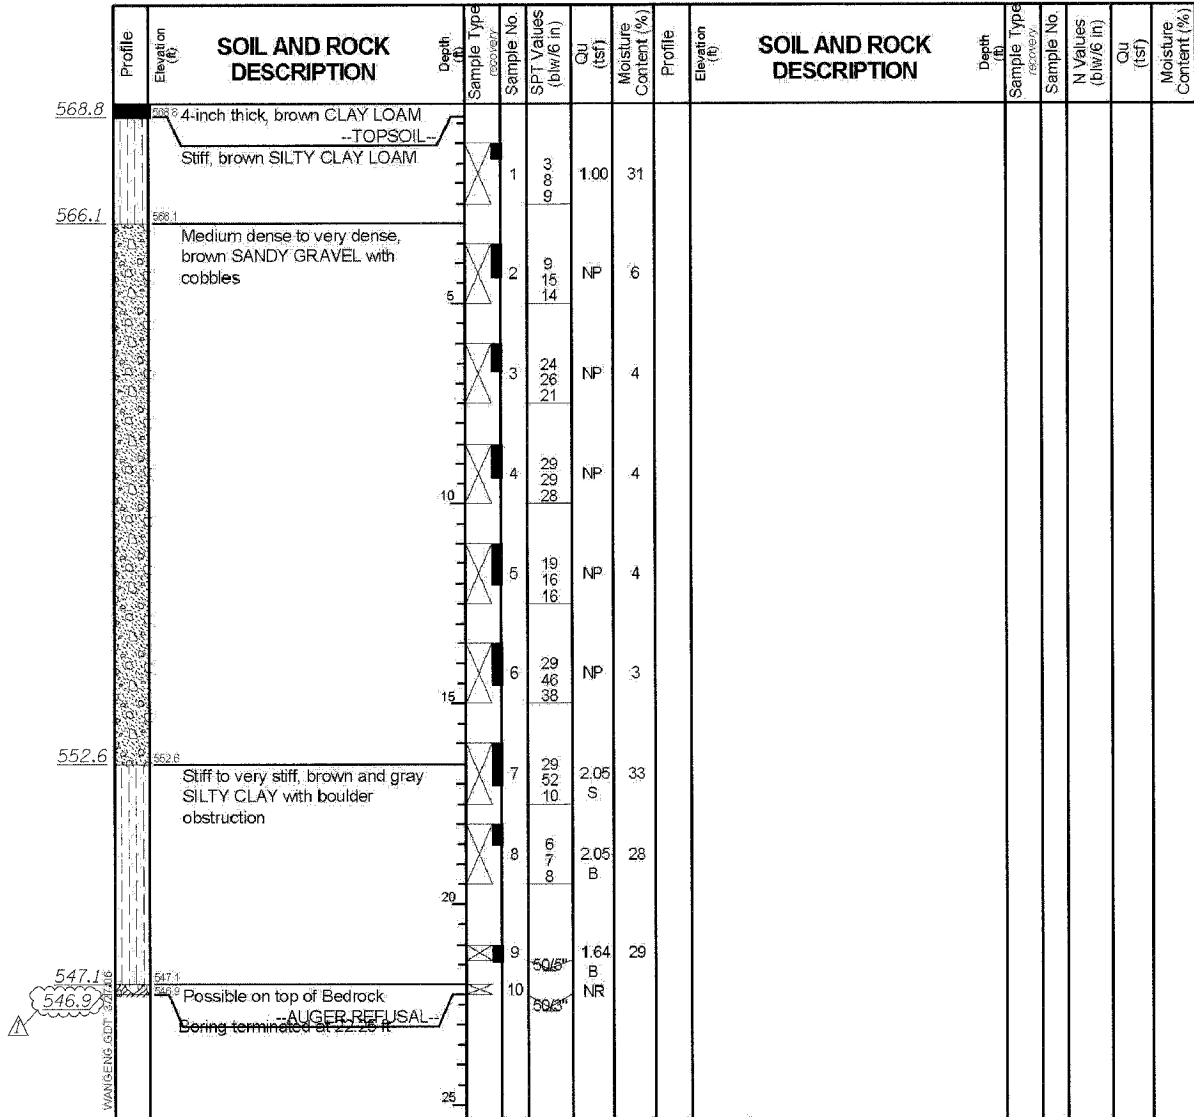 Profile
Elevation (ft)
SOIL AND ROCK DESCRIPTION
Depth (ft)
Sample Type
recovery
Sample No.
SPT Values (blw/6 in)
Qu (tsf)
Moisture Content (%)
Profile
Elevation (ft)
SOIL AND ROCK DESCRIPTION
Depth (ft)
Sample Type
recovery
Sample No.
N Values (blw/6 in)
Qu (tsf)
Moisture Content (%)
568.8
568.8
4-inch thick, brown CLAY LOAM
--TOPSOIL--
Stiff, brown SILTY CLAY LOAM
1
3
8
9
1.00
31
566.1
566.1
Medium dense to very dense,
brown SANDY GRAVEL with
cobbles
2
9
15
14
NP
6
5
3
24
26
21
NP
4
4
29
29
28
NP
4
10
5
19
16
16
NP
4
6
29
46
38
NP
3
15
552.6
552.6
Stiff to very stiff, brown and gray
SILTY CLAY with boulder
obstruction
7
29
52
10
2.05
S
33
8
6
7
8
2.05
B
28
20
9
50/5"
1.64
B
29
547.1
547.1
546.9
546.9
Possible on top of Bedrock
--AUGER REFUSAL--
Boring terminated at 22.25 ft
10
50/3"
NR
25